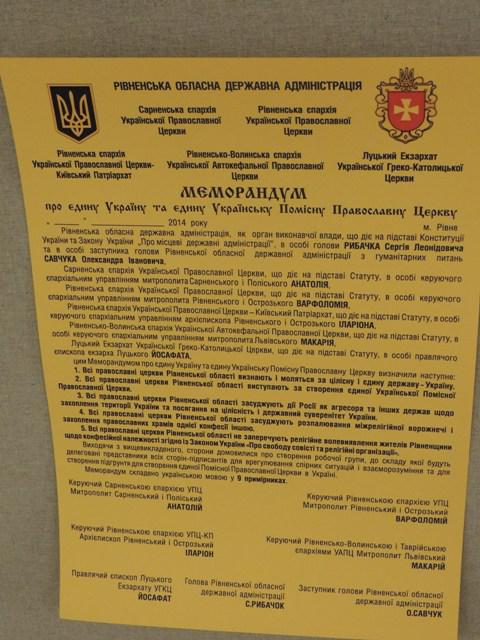 РІВНЕНСЬКА ОБЛАСНА ДЕРЖАВНА АДМІНІСТРАЦІЯ
Сарненська єпархія
Української Православної
Церкви
Рівненська єпархія
Української Православної
Церкви
Рівненська єпархія
Української Православної Церкви-
Київський Патріархат
Рівненсько-Волинська єпархія
Української Автокефальної Православної
Церкви
Луцький Екзархат
Української Греко-Католицької
Церкви
МЕМОРАНДУМ
про єдину Україну та єдину Українську Помісну Православну Церкву
2014 року
м. Рівне
Рівненська обласна державна адміністрація, як орган виконавчої влади, що діє на підставі Конституції
України та Закону України „Про місцеві державні адміністрації", в особі голови РИБАЧКА Сергія Леонідовича
та в особі заступника голови Рівненської обласної державної адміністрації з гуманітарних питань
САВЧУКА Олександра Івановича,
Сарненська єпархія Української Православної Церкви, що діє на підставі Статуту, в особі керуючого
єпархіальним управлінням митрополита Сарненського і Поліського АНАТОЛІЯ,
Рівненська єпархія Української Православної Церкви, що діє на підставі Статуту, в особі керуючого
єпархіальним управлінням митрополита Рівненського і Острозького ВАРФОЛОМІЯ,
Рівненська єпархія Української Православної Церкви – Київський Патріархат, що діє на підставі Статуту, в особі
керуючого єпархіальним управлінням архієпископа Рівненського і Острозького ІЛАРІОНА,
Рівненсько-Волинська єпархія Української Автокефальної Православної Церкви, що діє на підставі Статуту, в
особі керуючого єпархіальним управлінням митрополита Львівського МАКАРІЯ,
Луцький Екзархат Української Греко-Католицької Церкви, що діє на підставі Статуту, в особі правлячого
єпископа екзарха Луцького ЙОСАФАТА,
цим Меморандумом про єдину Україну та єдину Українську Помісну Православну Церкву визначили наступне:
1. Всі православні церкви Рівненської області визнають і моляться за цілісну і єдину державу – Україну.
2. Всі православні церкви Рівненської області виступають за створення єдиної Української Помісної
Православної Церкви.
3. Всі православні церкви Рівненської області засуджують дії Росії як агресора та інших держав щодо
захоплення територій України та посягання на цілісність і державний суверенітет України.
4. Всі православні церкви Рівненської області засуджують розпалювання міжрелігійної ворожнечі і
захоплення православних храмів однієї конфесії іншою.
5. Всі православні церкви Рівненської області не заперечують релігійне волевиявлення жителів Рівненщини
щодо конфесійної належності згідно із Законом України «Про свободу совісті та релігійні організації».
Виходячи з вищевикладеного, сторони домовилися про створення робочої групи, до складу якої будуть
делеговані представники всіх сторін-підписантів для врегулювання спірних ситуацій і взаєморозуміння та для
створення підґрунтя для створення єдиної Помісної Православної Церкви в Україні.
Меморандум складено українською мовою у 9 примірниках.
Керуючий Сарненською єпархією УПЦ
Митрополит Сарненський і Поліський
АНАТОЛІЙ
Керуючий Рівненською єпархією УПЦ
Митрополит Рівненський і Острозький
ВАРФОЛОМІЙ
Керуючий Рівненською єпархією УПЦ-КП
Архієпископ Рівненський і Острозький
ІЛАРІОН
Керуючий Рівненсько-Волинською і Таврійською
єпархіями УАПЦ Митрополит Львівський
МАКАРІЙ
Правлячий єпископ Луцького
Екзархату УГКЦ
ЙОСАФАТ
Голова Рівненської обласної
державної адміністрації
С.РИБАЧОК
Заступник голови Рівненської обласної
державної адміністрації
О.САВЧУК